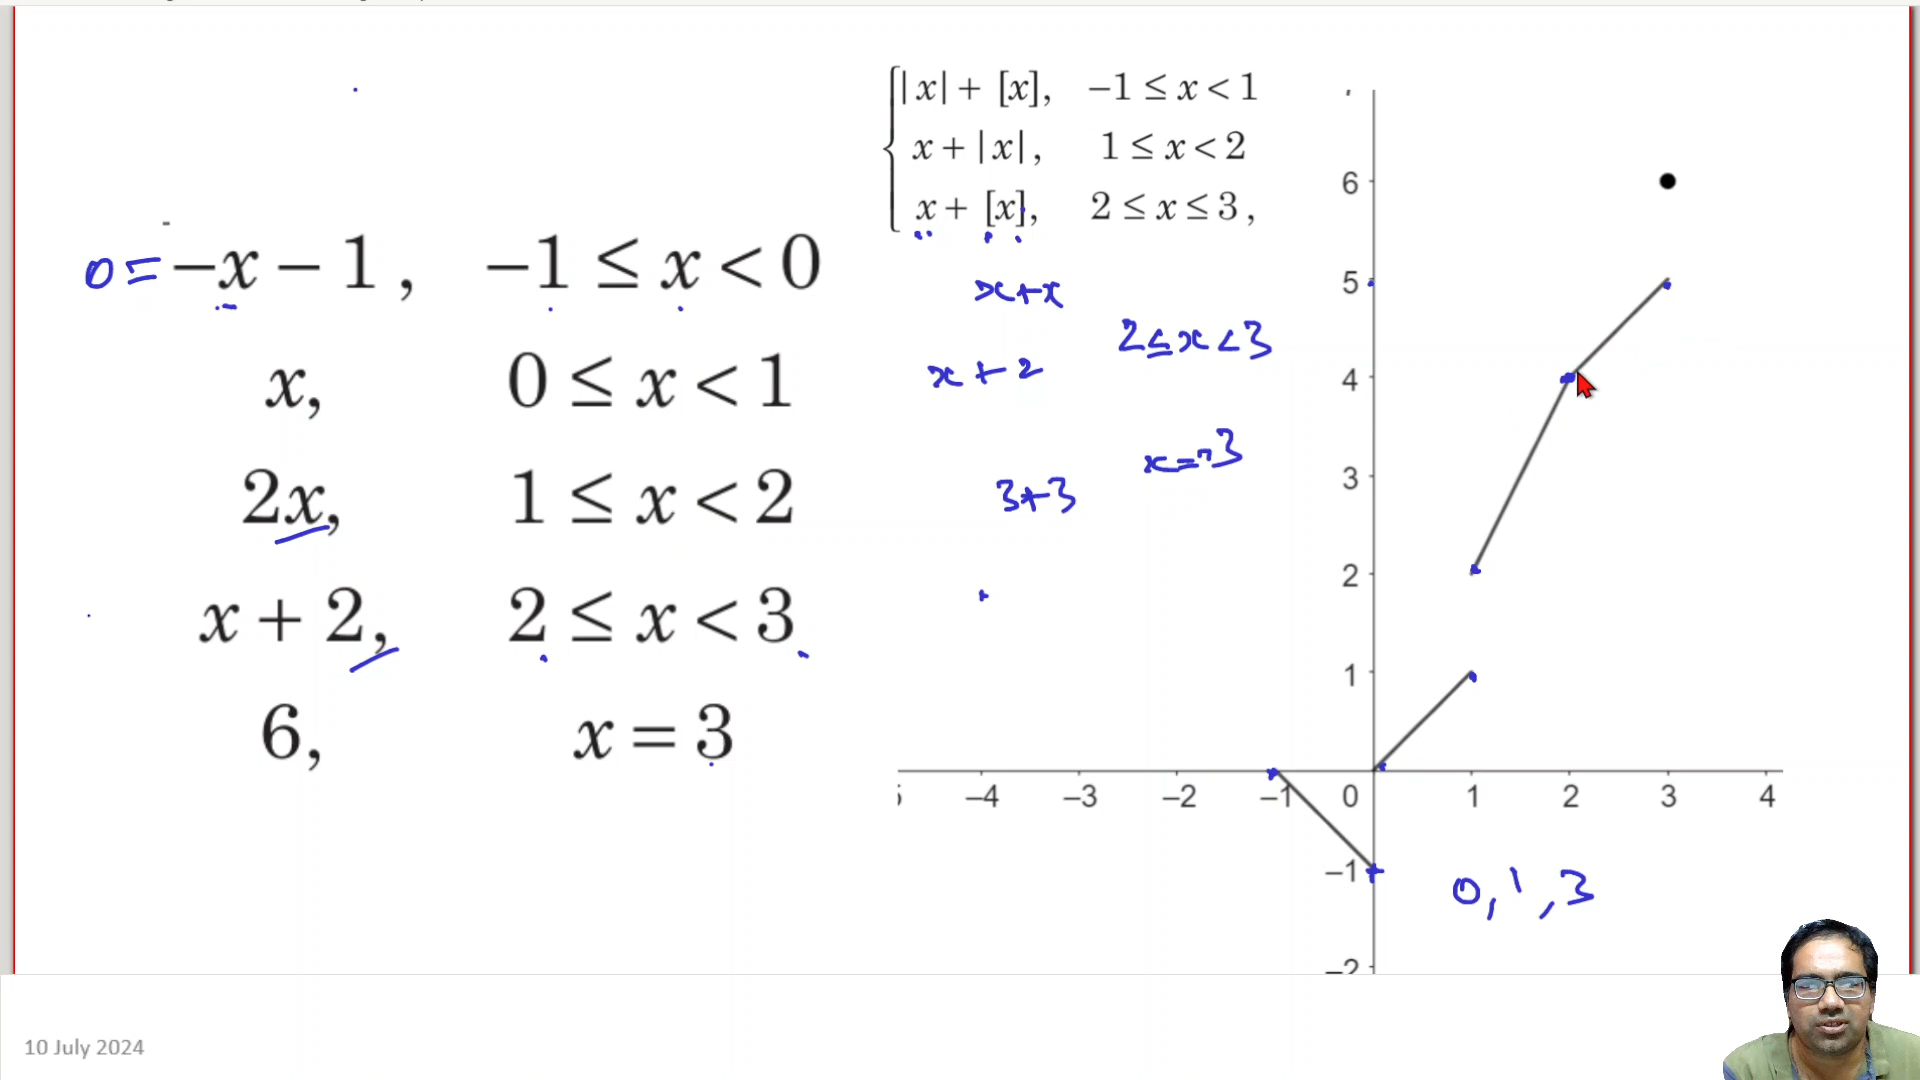 |x| + [x], −1 ≤ x < 1
x + |x|, 1 ≤ x < 2
x + [x], 2 ≤ x ≤ 3,
0 = −x − 1, −1 ≤ x < 0
x, 0 ≤ x < 1
2x, 1 ≤ x < 2
x + 2, 2 ≤ x < 3
6, x = 3
x+x
2≤x<3
x+2
x=3
3+3
6
5
4
3
2
1
−4 −3 −2 −1 0 1 2 3 4
−1
0, 1, 3
−2
10 July 2024